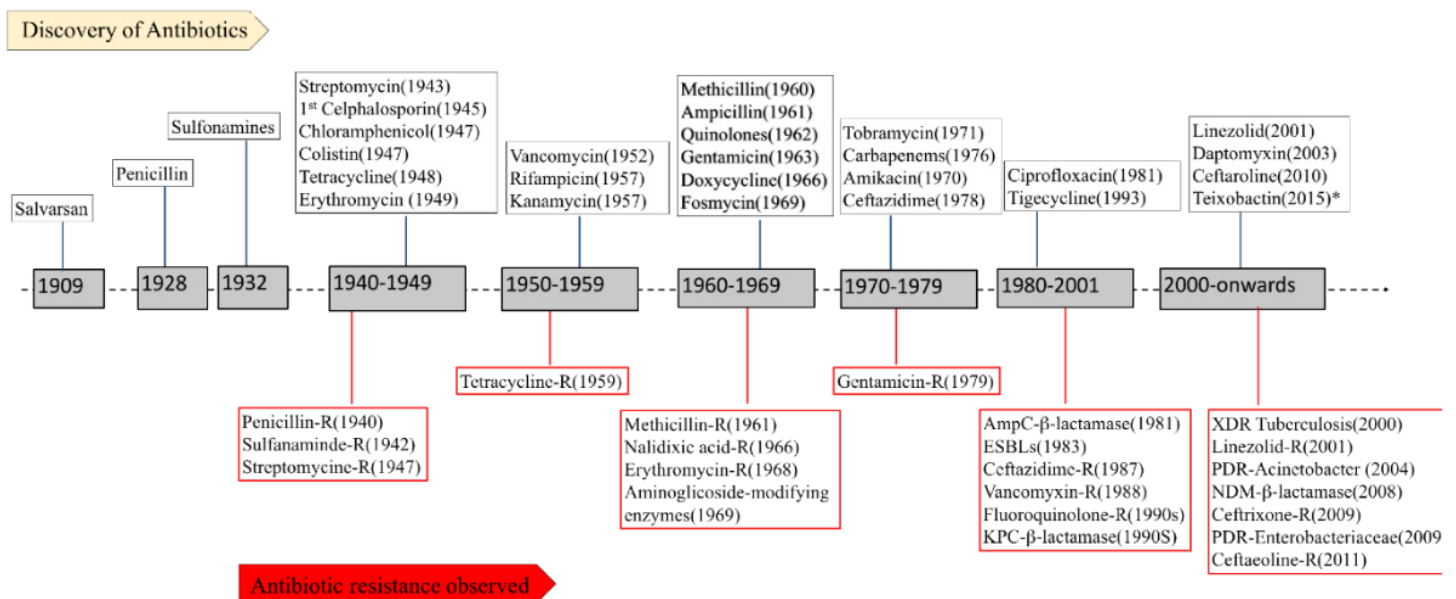 Discovery of Antibiotics
Salvarsan
Penicillin
Sulfonamines
Streptomycin(1943)
1st Celphalosporin(1945)
Chloramphenicol(1947)
Colistin(1947)
Tetracycline(1948)
Erythromycin (1949)
Vancomycin(1952)
Rifampicin(1957)
Kanamycin(1957)
Methicillin(1960)
Ampicillin(1961)
Quinolones(1962)
Gentamicin(1963)
Doxycycline(1966)
Fosmycin(1969)
Tobramycin(1971)
Carbapenems(1976)
Amikacin(1970)
Ceftazidime(1978)
Ciprofloxacin(1981)
Tigecycline(1993)
Linezolid(2001)
Daptomyxin(2003)
Ceftaroline(2010)
Teixobactin(2015)*
1909
1928
1932
1940-1949
1950-1959
1960-1969
1970-1979
1980-2001
2000-onwards
Penicillin-R(1940)
Sulfanaminde-R(1942)
Streptomycine-R(1947)
Tetracycline-R(1959)
Methicillin-R(1961)
Nalidixic acid-R(1966)
Erythromycin-R(1968)
Aminoglicoside-modifying
enzymes(1969)
Gentamicin-R(1979)
AmpC-β-lactamase(1981)
ESBLs(1983)
Ceftazidime-R(1987)
Vancomyxin-R(1988)
Fluoroquinolone-R(1990s)
KPC-β-lactamase(1990S)
XDR Tuberculosis(2000)
Linezolid-R(2001)
PDR-Acinetobacter (2004)
NDM-β-lactamase(2008)
Ceftrixone-R(2009)
PDR-Enterobacteriaceae(2009
Ceftaeoline-R(2011)
Antibiotic resistance observed